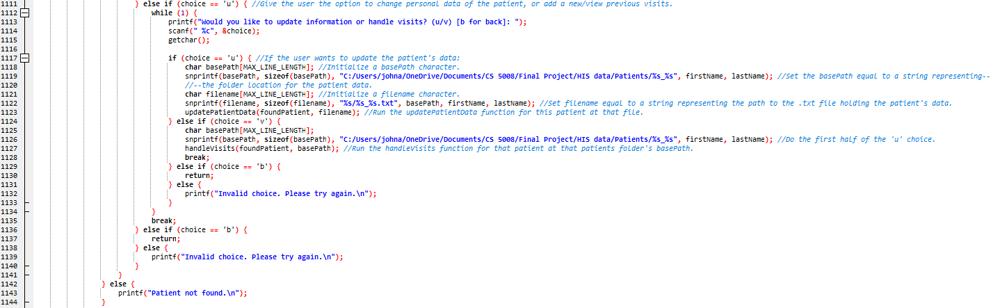 1111 } else if (choice == 'u') { //Give the user the option to change personal data of the patient, or add a new/view previous visits.
1112 while (1) {
1113 printf("Would you like to update information or handle visits? (u/v) [b for back]: ");
1114 scanf(" %c", &choice);
1115 getchar();
1116
1117 if (choice == 'u') { //If the user wants to update the patient's data:
1118 char basePath[MAX_LINE_LENGTH]; //Initialize a basePath character.
1119 snprintf(basePath, sizeof(basePath), "C:/Users/johna/OneDrive/Documents/CS 5008/Final Project/HIS data/Patients/%s_%s", firstName, lastName); //Set the basePath equal to a string representing--
1120 //--the folder location for the patient data.
1121 char filename[MAX_LINE_LENGTH]; //Initialize a filename character.
1122 snprintf(filename, sizeof(filename), "%s/%s_%s.txt", basePath, firstName, lastName); //Set filename equal to a string representing the path to the .txt file holding the patient's data.
1123 updatePatientData(foundPatient, filename); //Run the updatePatientData function for this patient at that file.
1124 } else if (choice == 'v') {
1125 char basePath[MAX_LINE_LENGTH];
1126 snprintf(basePath, sizeof(basePath), "C:/Users/johna/OneDrive/Documents/CS 5008/Final Project/HIS data/Patients/%s_%s", firstName, lastName); //Do the first half of the 'u' choice.
1127 handleVisits(foundPatient, basePath); //Run the handleVisits function for that patient at that patients folder's basePath.
1128 break;
1129 } else if (choice == 'b') {
1130 return;
1131 } else {
1132 printf("Invalid choice. Please try again.\n");
1133 }
1134 }
1135 break;
1136 } else if (choice == 'b') {
1137 return;
1138 } else {
1139 printf("Invalid choice. Please try again.\n");
1140 }
1141 }
1142 } else {
1143 printf("Patient not found.\n");
1144 }